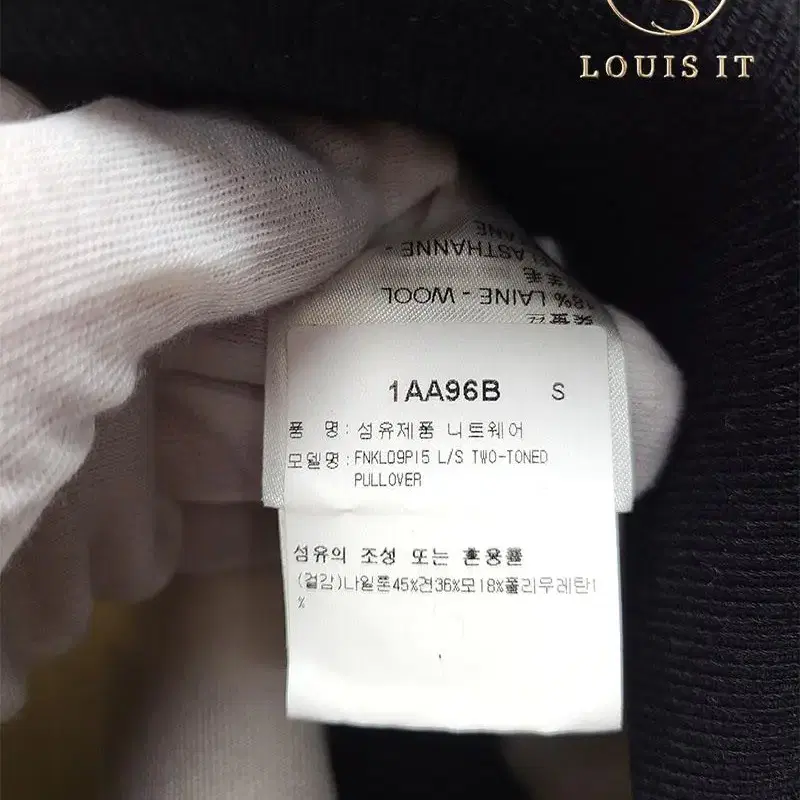 LOUIS IT
18% LAINE - WOOL
1AA96B S
품 명 : 섬유제품 니트웨어
모델명 : FNKL09PI5 L/S TWO-TONED
PULLOVER
섬유의 조성 또는 혼용률
(겉감)나일론45%견36%모18%폴리우레탄1
%